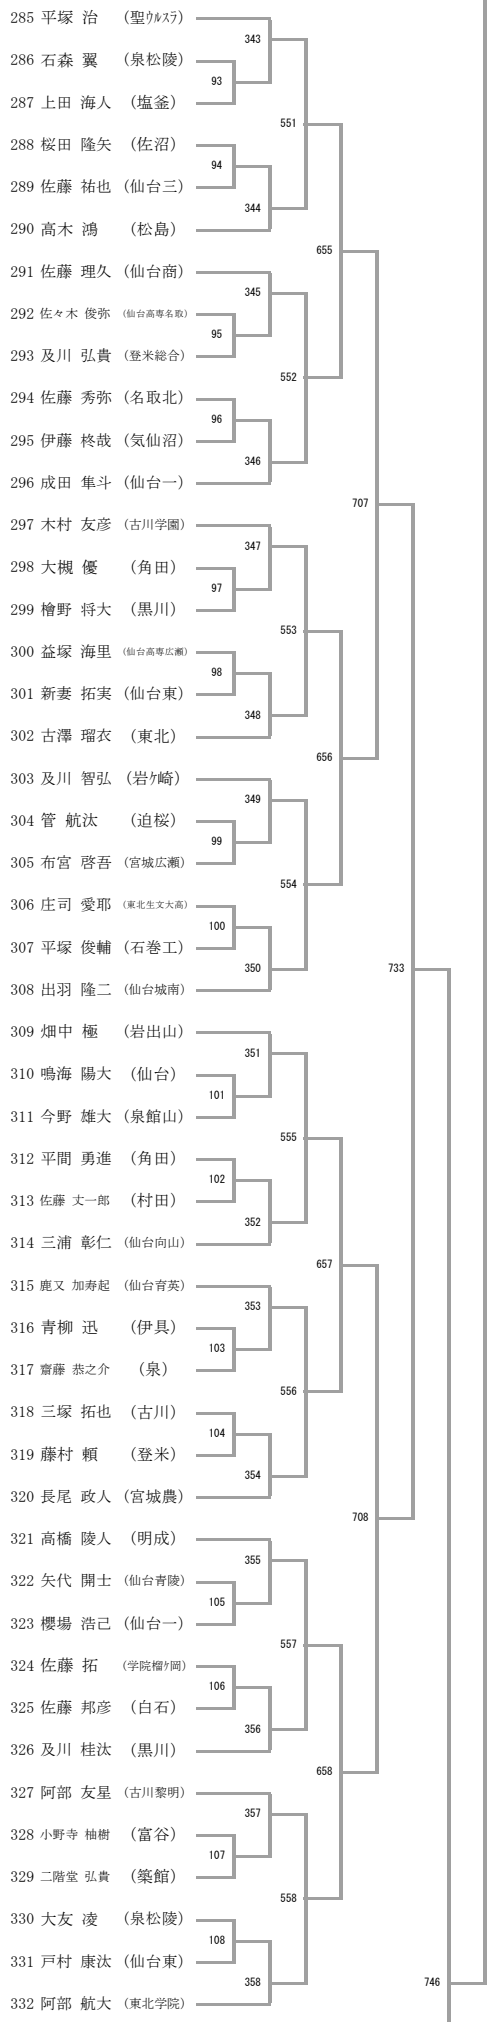 285 平塚 治 (聖ｳﾙｽﾗ)
343
286 石森 翼 (泉松陵)
93
287 上田 海人 (塩釜)
551
288 桜田 隆矢 (佐沼)
94
289 佐藤 祐也 (仙台三)
344
290 高木 鴻 (松島)
655
291 佐藤 理久 (仙台商)
345
292 佐々木 俊弥 (仙台高専名取)
95
293 及川 弘貴 (登米総合)
552
294 佐藤 秀弥 (名取北)
96
295 伊藤 柊哉 (気仙沼)
346
296 成田 隼斗 (仙台一)
707
297 木村 友彦 (古川学園)
347
298 大槻 優 (角田)
97
299 檜野 将大 (黒川)
553
300 益塚 海里 (仙台高専広瀬)
98
301 新妻 拓実 (仙台東)
348
302 古澤 瑠衣 (東北)
656
303 及川 智弘 (岩ｹ崎)
349
304 管 航汰 (迫桜)
99
305 布宮 啓吾 (宮城広瀬)
554
306 庄司 愛耶 (東北生文大高)
100
307 平塚 俊輔 (石巻工)
350
733
308 出羽 隆二 (仙台城南)
309 畑中 極 (岩出山)
351
310 鳴海 陽大 (仙台)
101
311 今野 雄大 (泉館山)
555
312 平間 勇進 (角田)
102
313 佐藤 丈一郎 (村田)
352
314 三浦 彰仁 (仙台向山)
657
315 鹿又 加寿起 (仙台育英)
353
316 青柳 迅 (伊具)
103
317 齋藤 恭之介 (泉)
556
318 三塚 拓也 (古川)
104
319 藤村 頼 (登米)
354
320 長尾 政人 (宮城農)
708
321 高橋 陵人 (明成)
355
322 矢代 開士 (仙台青陵)
105
323 櫻場 浩己 (仙台一)
557
324 佐藤 拓 (学院榴ｹ岡)
106
325 佐藤 邦彦 (白石)
356
326 及川 桂汰 (黒川)
658
327 阿部 友星 (古川黎明)
357
328 小野寺 柚樹 (富谷)
107
329 二階堂 弘貴 (築館)
558
330 大友 凌 (泉松陵)
108
331 戸村 康汰 (仙台東)
358
746
332 阿部 航大 (東北学院)